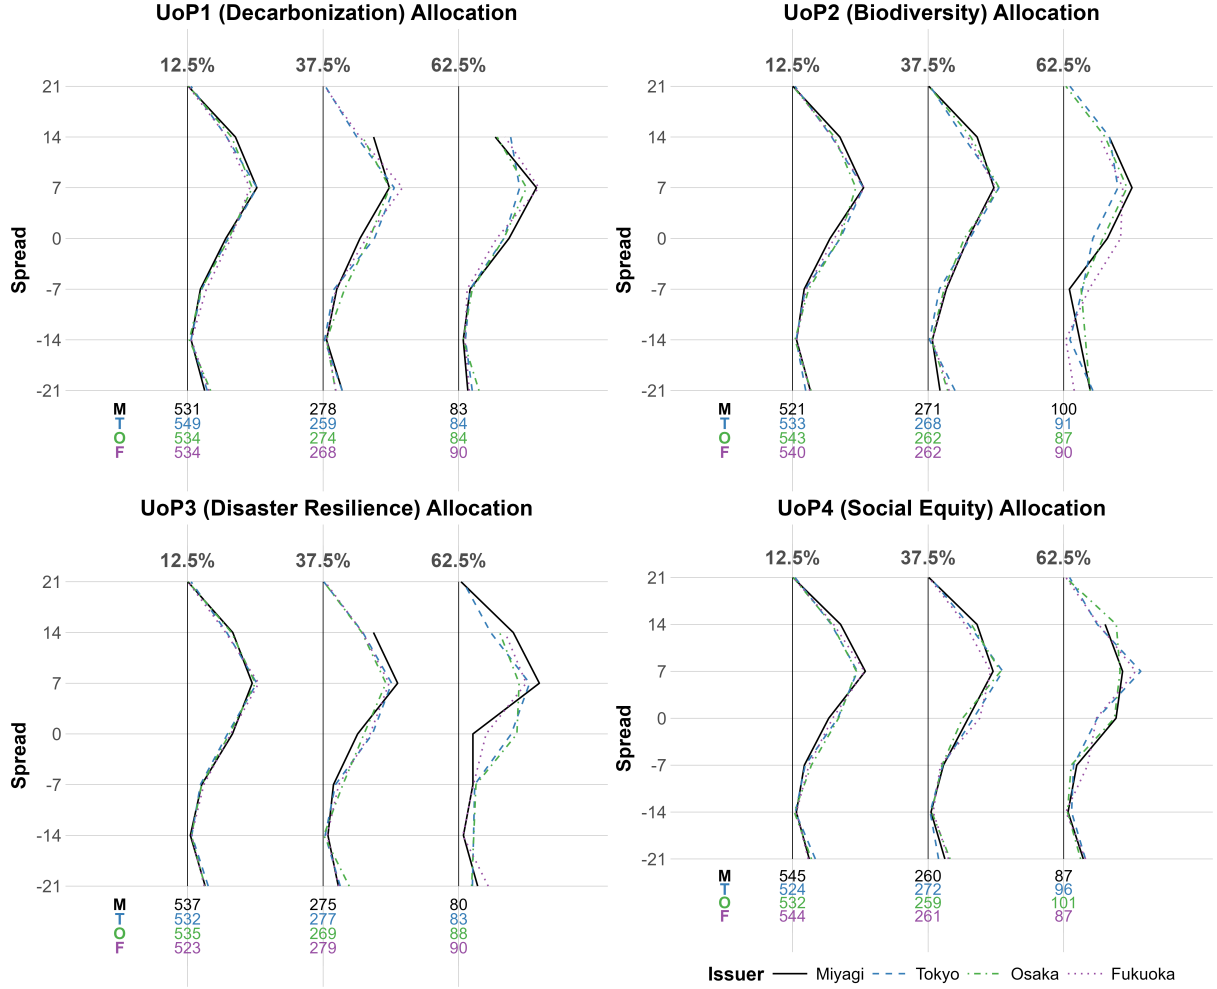 UoP1 (Decarbonization) Allocation
12.5% 37.5% 62.5%
21
14
7
0
-7
-14
-21
Spread
M 531 278 83
T 549 259 84
O 534 274 84
F 534 268 90
UoP2 (Biodiversity) Allocation
12.5% 37.5% 62.5%
21
14
7
0
-7
-14
-21
Spread
M 521 271 100
T 533 268 91
O 543 262 87
F 540 262 90
UoP3 (Disaster Resilience) Allocation
12.5% 37.5% 62.5%
21
14
7
0
-7
-14
-21
Spread
M 537 275 80
T 532 277 83
O 535 269 88
F 523 279 90
UoP4 (Social Equity) Allocation
12.5% 37.5% 62.5%
21
14
7
0
-7
-14
-21
Spread
M 545 260 87
T 524 272 96
O 532 259 101
F 544 261 87
Issuer Miyagi Tokyo Osaka Fukuoka